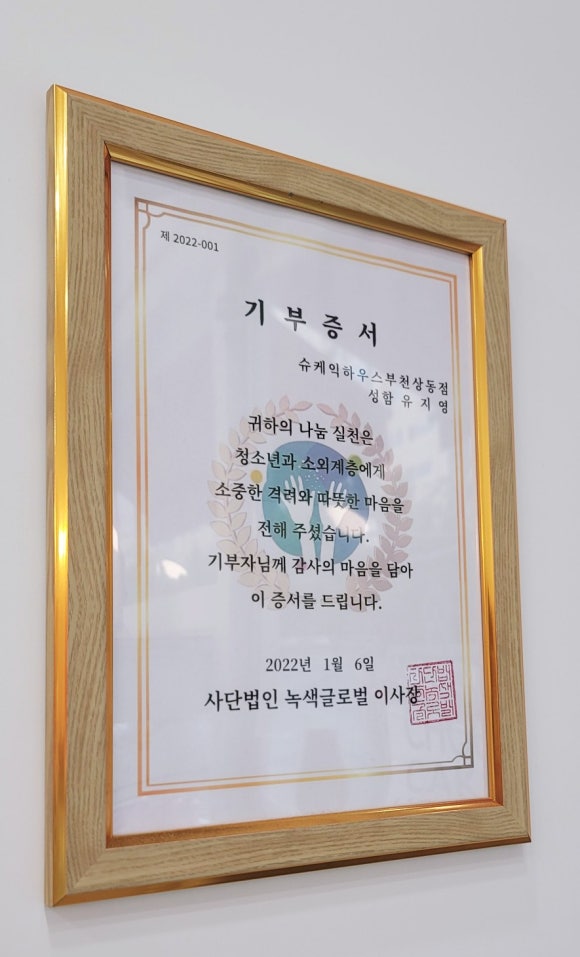 제 2022-001
기 부 증 서
슈케익하우스부천상동점
성함 유 지 영
귀하의 나눔 실천은
청소년과 소외계층에게
소중한 격려와 따뜻한 마음을
전해 주셨습니다.
기부자님께 감사의 마음을 담아
이 증서를 드립니다.
2022년 1월 6일
사단법인 녹색글로벌 이사장